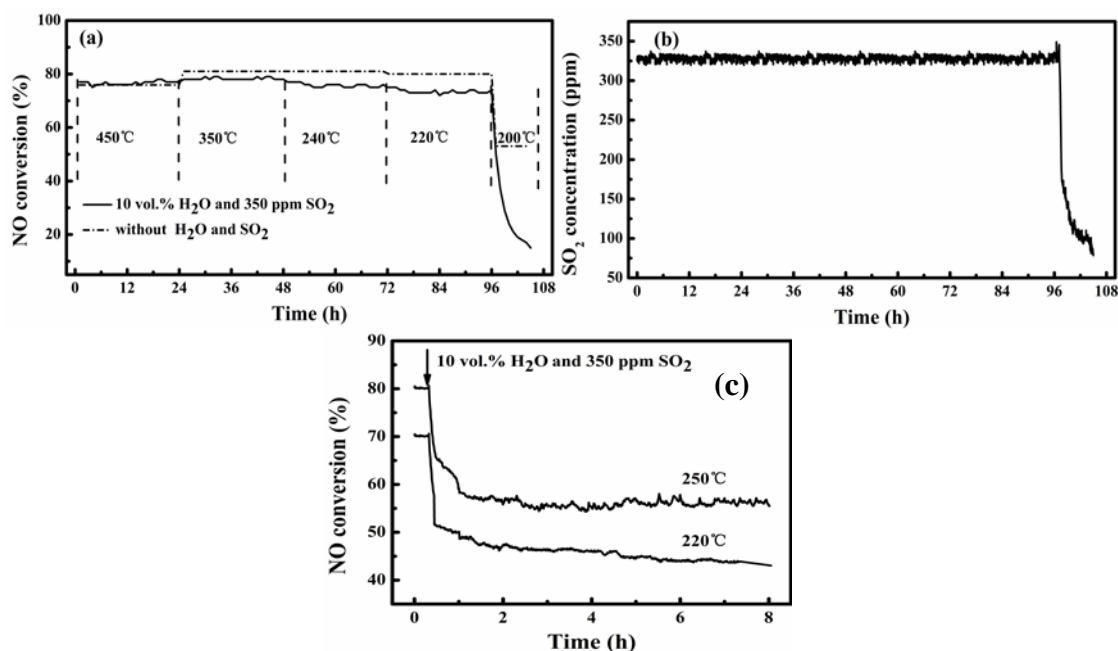 (a)
NO conversion (%)
100
80
60
40
20
450℃
350℃
240℃
220℃
200℃
10 vol.% H₂O and 350 ppm SO₂
without H₂O and SO₂
0 12 24 36 48 60 72 84 96 108
Time (h)
(b)
SO₂ concentration (ppm)
350
300
250
200
150
100
50
0 12 24 36 48 60 72 84 96 108
Time (h)
(c)
NO conversion (%)
90
80
70
60
50
40
10 vol.% H₂O and 350 ppm SO₂
250℃
220℃
0 2 4 6 8
Time (h)